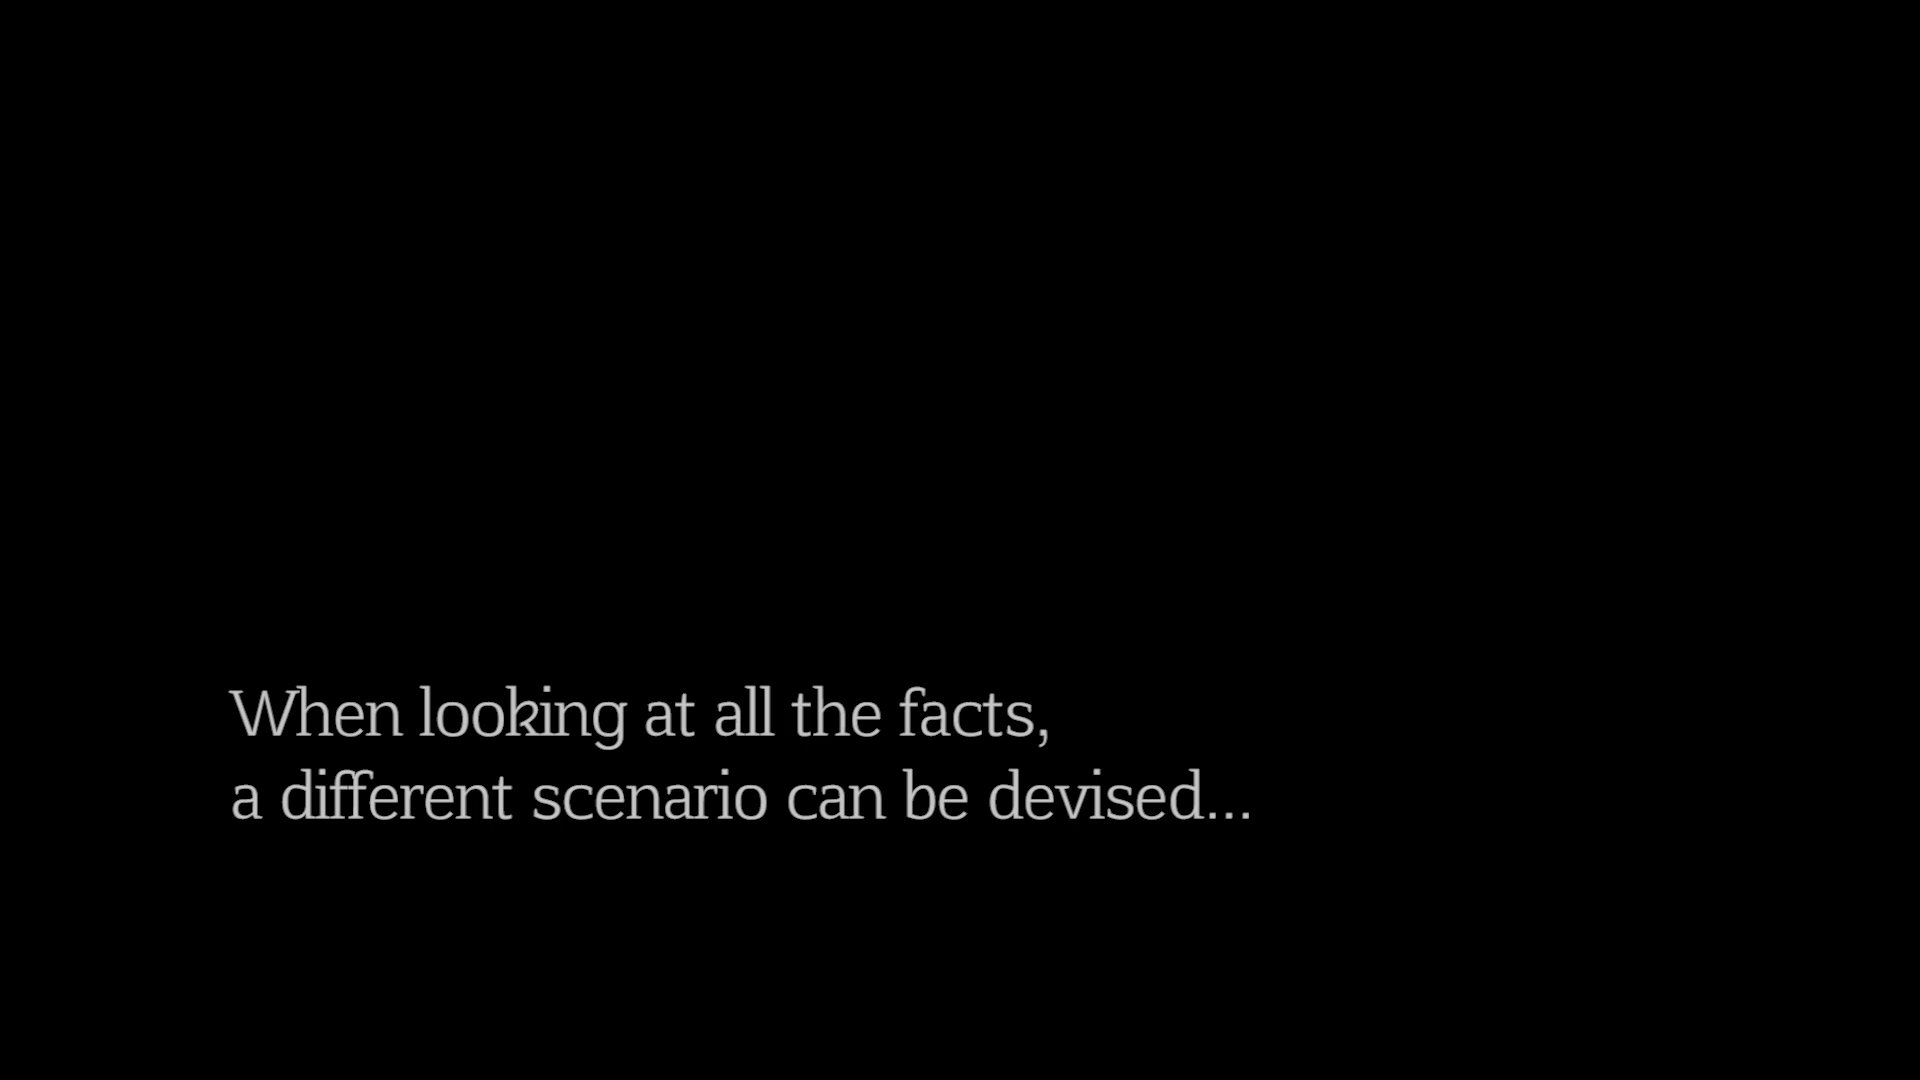 When looking at all the facts,
a different scenario can be devised...